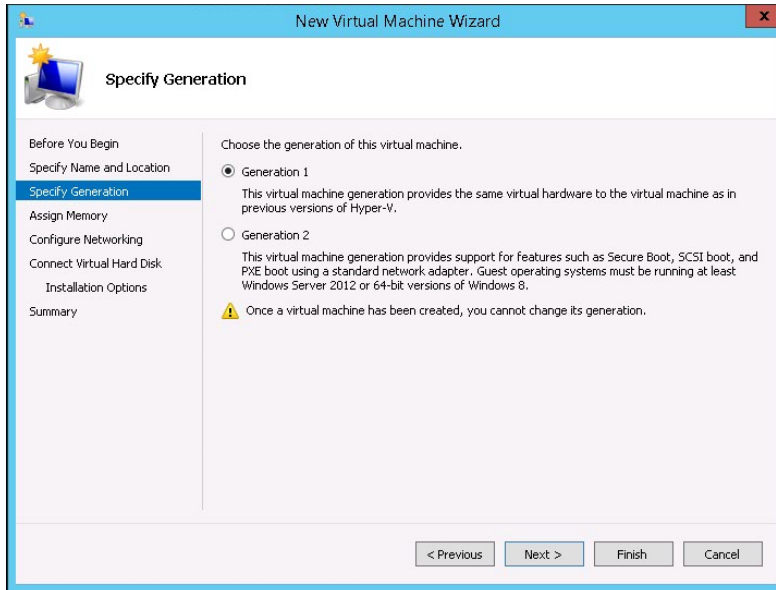 New Virtual Machine Wizard
x
Specify Generation
Before You Begin
Specify Name and Location
Specify Generation
Assign Memory
Configure Networking
Connect Virtual Hard Disk
Installation Options
Summary
Choose the generation of this virtual machine.
Generation 1
This virtual machine generation provides the same virtual hardware to the virtual machine as in
previous versions of Hyper-V.
Generation 2
This virtual machine generation provides support for features such as Secure Boot, SCSI boot, and
PXE boot using a standard network adapter. Guest operating systems must be running at least
Windows Server 2012 or 64-bit versions of Windows 8.
Once a virtual machine has been created, you cannot change its generation.
< Previous
Next >
Finish
Cancel